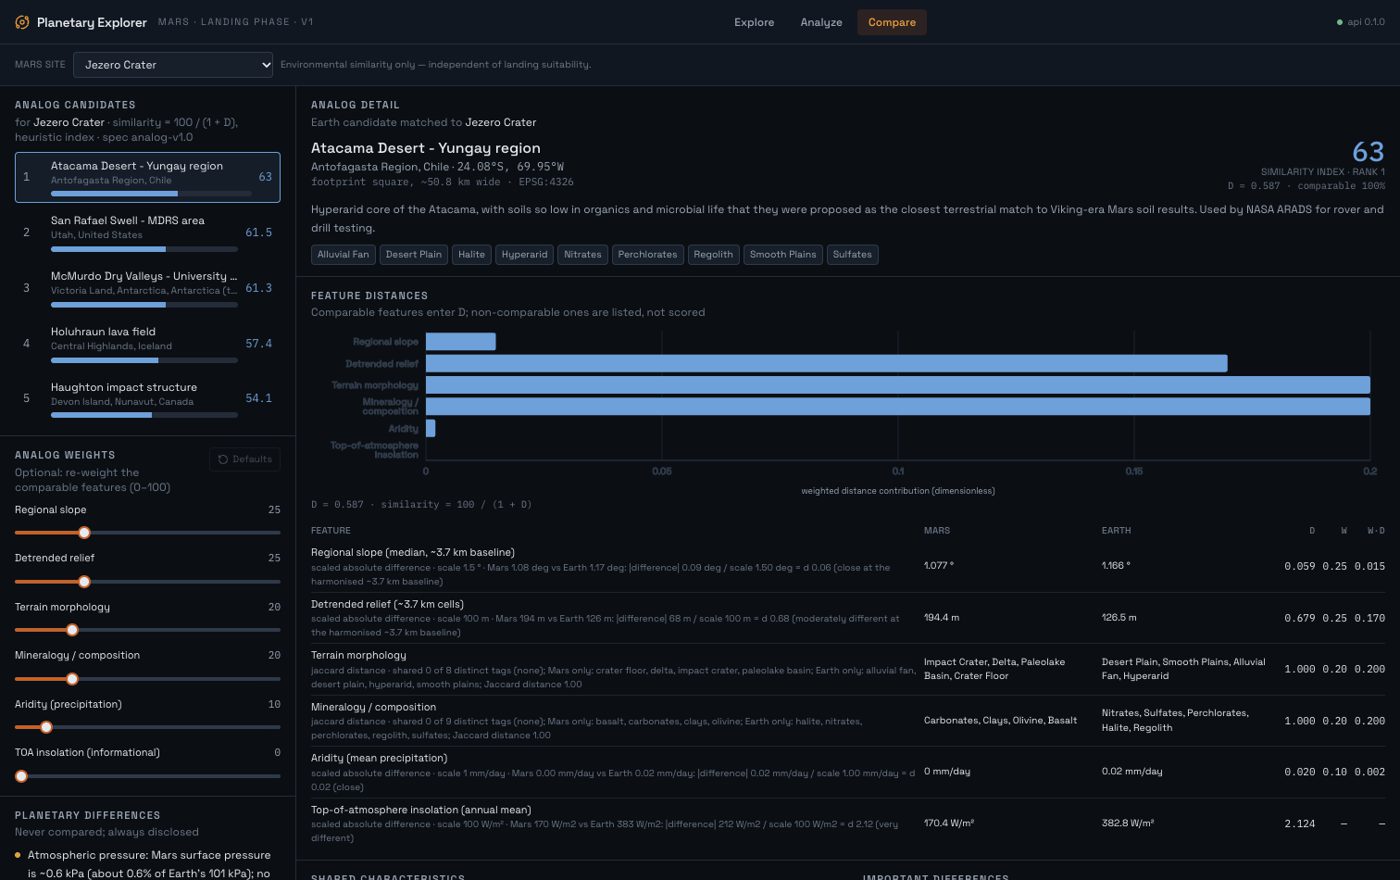 Planetary Explorer MARS · LANDING PHASE · V1 Explore Analyze Compare api 0.1.0
MARS SITE Jezero Crater Environmental similarity only — independent of landing suitability.
ANALOG CANDIDATES
for Jezero Crater · similarity = 100 / (1 + D),
heuristic index · spec analog-v1.0
1 Atacama Desert - Yungay region 63
Antofagasta Region, Chile
2 San Rafael Swell - MDRS area 61.5
Utah, United States
3 McMurdo Dry Valleys - University ... 61.3
Victoria Land, Antarctica, Antarctica (t...
4 Holuhraun lava field 57.4
Central Highlands, Iceland
5 Haughton impact structure 54.1
Devon Island, Nunavut, Canada
ANALOG WEIGHTS Defaults
Optional: re-weight the
comparable features (0–100)
Regional slope 25
Detrended relief 25
Terrain morphology 20
Mineralogy / composition 20
Aridity (precipitation) 10
TOA insolation (informational) 0
PLANETARY DIFFERENCES
Never compared; always disclosed
Atmospheric pressure: Mars surface pressure
is ~0.6 kPa (about 0.6% of Earth's 101 kPa); no
ANALOG DETAIL
Earth candidate matched to Jezero Crater
Atacama Desert - Yungay region 63
Antofagasta Region, Chile · 24.08°S, 69.95°W SIMILARITY INDEX · RANK 1
footprint square, ~50.8 km wide · EPSG:4326 D = 0.587 · comparable 100%
Hyperarid core of the Atacama, with soils so low in organics and microbial life that they were proposed as the closest terrestrial match to Viking-era Mars soil results. Used by NASA ARADS for rover and
drill testing.
Alluvial Fan Desert Plain Halite Hyperarid Nitrates Perchlorates Regolith Smooth Plains Sulfates
FEATURE DISTANCES
Comparable features enter D; non-comparable ones are listed, not scored
Regional slope
Detrended relief
Terrain morphology
Mineralogy /
composition
Aridity
Top-of-atmosphere
insolation
0 0.05 0.1 0.15 0.2
weighted distance contribution (dimensionless)
D = 0.587 · similarity = 100 / (1 + D)
FEATURE MARS EARTH D W W·D
Regional slope (median, ~3.7 km baseline)
scaled absolute difference · scale 1.5 ° · Mars 1.08 deg vs Earth 1.17 deg: |difference| 0.09 deg / scale 1.50 deg = d 0.06 (close at the
harmonised ~3.7 km baseline)
1.077 ° 1.166 ° 0.059 0.25 0.015
Detrended relief (~3.7 km cells)
scaled absolute difference · scale 100 m · Mars 194 m vs Earth 126 m: |difference| 68 m / scale 100 m = d 0.68 (moderately different at
the harmonised ~3.7 km baseline)
194.4 m 126.5 m 0.679 0.25 0.170
Terrain morphology
jaccard distance · shared 0 of 8 distinct tags (none); Mars only: crater floor, delta, impact crater, paleolake basin; Earth only: alluvial fan,
desert plain, hyperarid, smooth plains; Jaccard distance 1.00
Impact Crater, Delta, Paleolake
Basin, Crater Floor
Desert Plain, Smooth Plains, Alluvial
Fan, Hyperarid
1.000 0.20 0.200
Mineralogy / composition
jaccard distance · shared 0 of 9 distinct tags (none); Mars only: basalt, carbonates, clays, olivine; Earth only: halite, nitrates,
perchlorates, regolith, sulfates; Jaccard distance 1.00
Carbonates, Clays, Olivine, Basalt
Nitrates, Sulfates, Perchlorates,
Halite, Regolith
1.000 0.20 0.200
Aridity (mean precipitation)
scaled absolute difference · scale 1 mm/day · Mars 0.00 mm/day vs Earth 0.02 mm/day: |difference| 0.02 mm/day / scale 1.00 mm/day = d
0.02 (close)
0 mm/day 0.02 mm/day 0.020 0.10 0.002
Top-of-atmosphere insolation (annual mean)
scaled absolute difference · scale 100 W/m² · Mars 170 W/m2 vs Earth 383 W/m2: |difference| 212 W/m2 / scale 100 W/m2 = d 2.12 (very
different)
170.4 W/m² 382.8 W/m² 2.124 — —
SHARED CHARACTERISTICS IMPORTANT DIFFERENCES